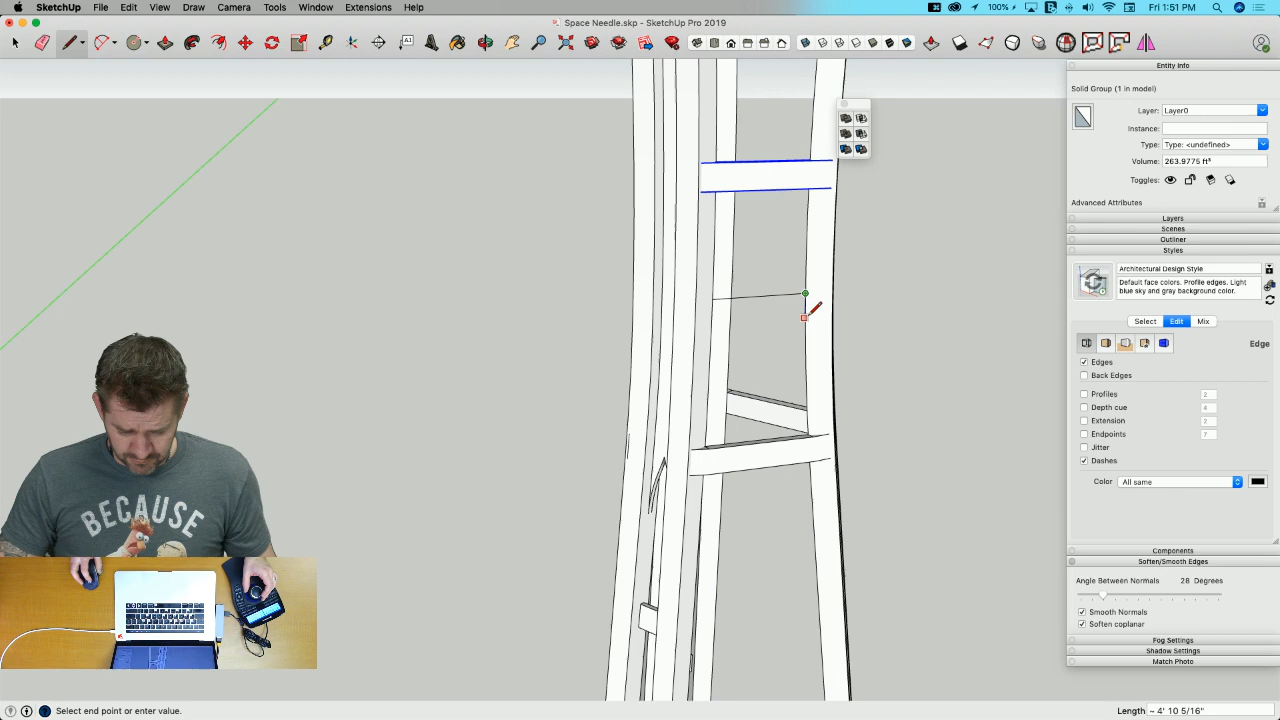 SketchUp File Edit View Draw Camera Tools Window Extensions Help
100% Fri 1:51 PM
Space Needle.skp - SketchUp Pro 2019
A1
Entity Info
Solid Group (1 in model)
Layer: Layer0
Instance:
Type: Type: <undefined>
Volume: 263.9775 ft³
Toggles:
Advanced Attributes
Layers
Scenes
Outliner
Styles
Architectural Design Style
Default face colors. Profile edges. Light
blue sky and gray background color.
Select Edit Mix
Edge
Edges
Back Edges
Profiles 2
Depth cue 4
Extension 2
Endpoints 7
Jitter
Dashes
Color All same
Components
Soften/Smooth Edges
Angle Between Normals 28 Degrees
Smooth Normals
Soften coplanar
Fog Settings
Shadow Settings
Match Photo
BECAUSE
Select end point or enter value.
Length ~ 4' 10 5/16"